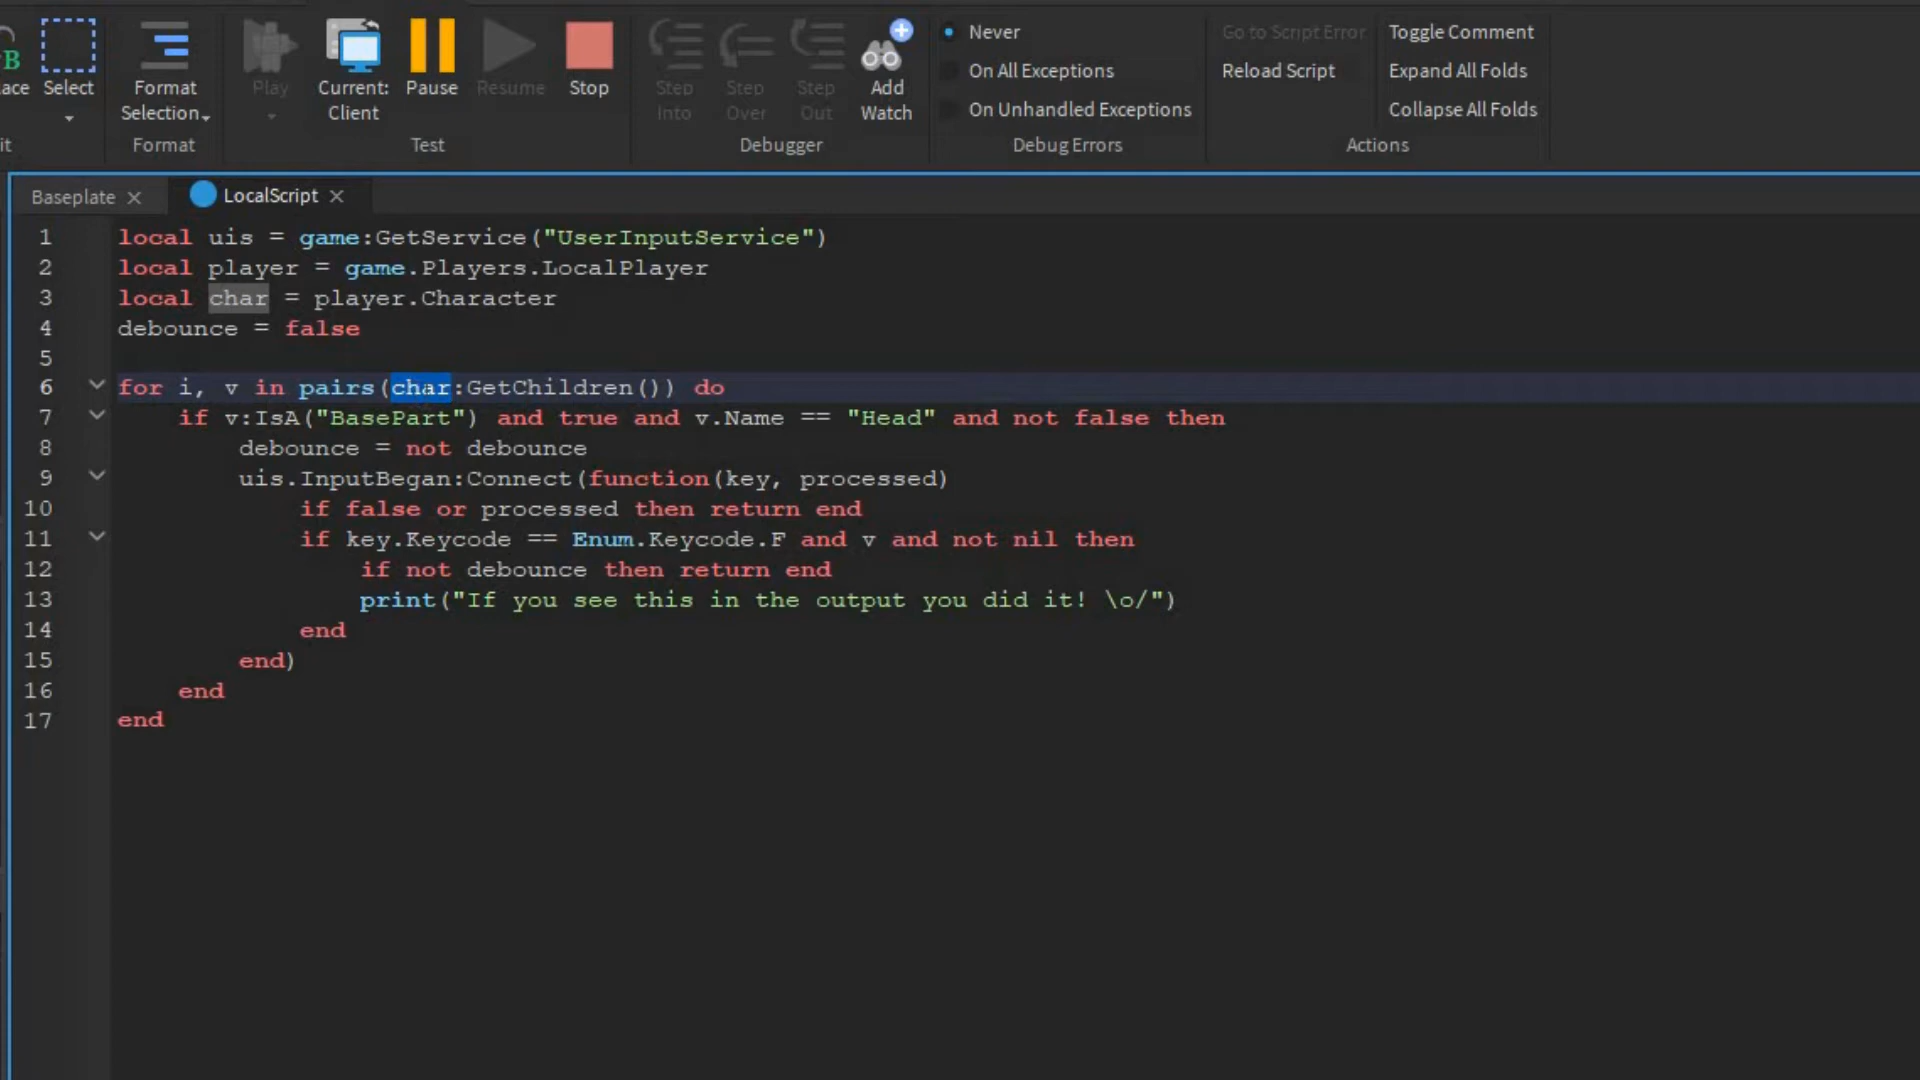 ace
Select
it
Format
Selection
Format
Play
Current:
Client
Pause
Resume
Stop
Test
Step
Into
Step
Over
Step
Out
Add
Watch
Debugger
Never
On All Exceptions
On Unhandled Exceptions
Debug Errors
Go to Script Error
Reload Script
Toggle Comment
Expand All Folds
Collapse All Folds
Actions
Baseplate
LocalScript
1 local uis = game:GetService("UserInputService")
2 local player = game.Players.LocalPlayer
3 local char = player.Character
4 debounce = false
5
6 for i, v in pairs(char:GetChildren()) do
7 if v:IsA("BasePart") and true and v.Name == "Head" and not false then
8 debounce = not debounce
9 uis.InputBegan:Connect(function(key, processed)
10 if false or processed then return end
11 if key.Keycode == Enum.Keycode.F and v and not nil then
12 if not debounce then return end
13 print("If you see this in the output you did it! \o/")
14 end
15 end)
16 end
17 end